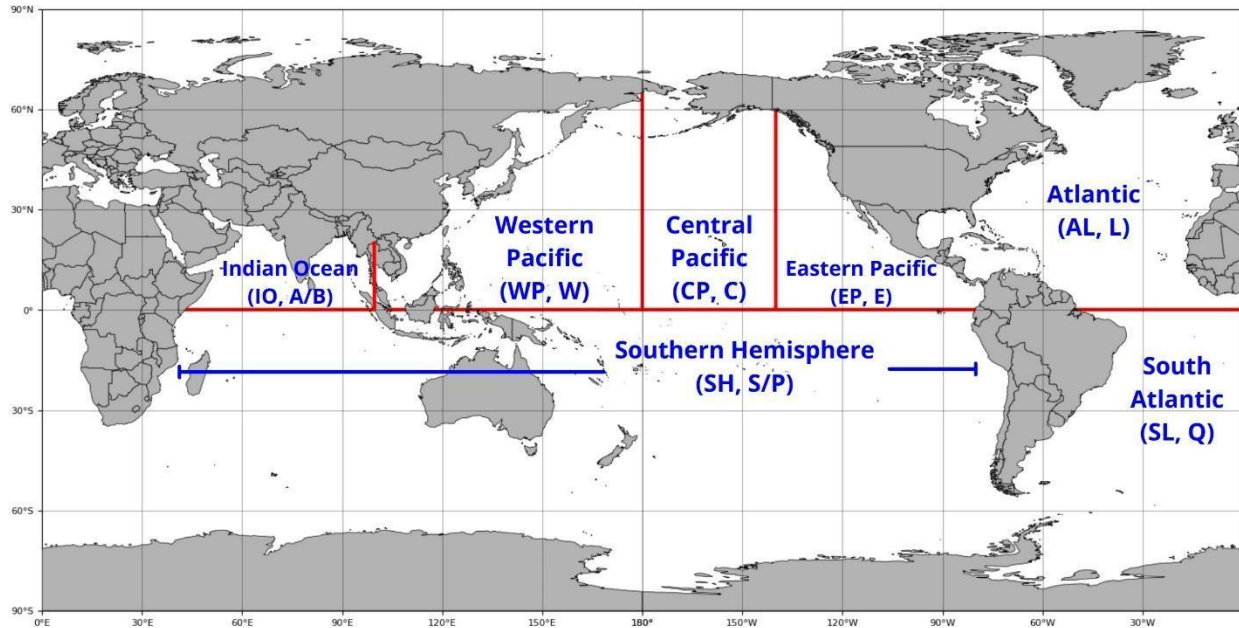 90°N
60°N
30°N
0°
30°S
60°S
90°S
Atlantic
(AL, L)
Western
Pacific
(WP, W)
Central
Pacific
(CP, C)
Indian Ocean
(IO, A/B)
Eastern Pacific
(EP, E)
Southern Hemisphere
(SH, S/P)
South
Atlantic
(SL, Q)
0°E
30°E
60°E
90°E
120°E
150°E
180°
150°W
120°W
90°W
60°W
30°W